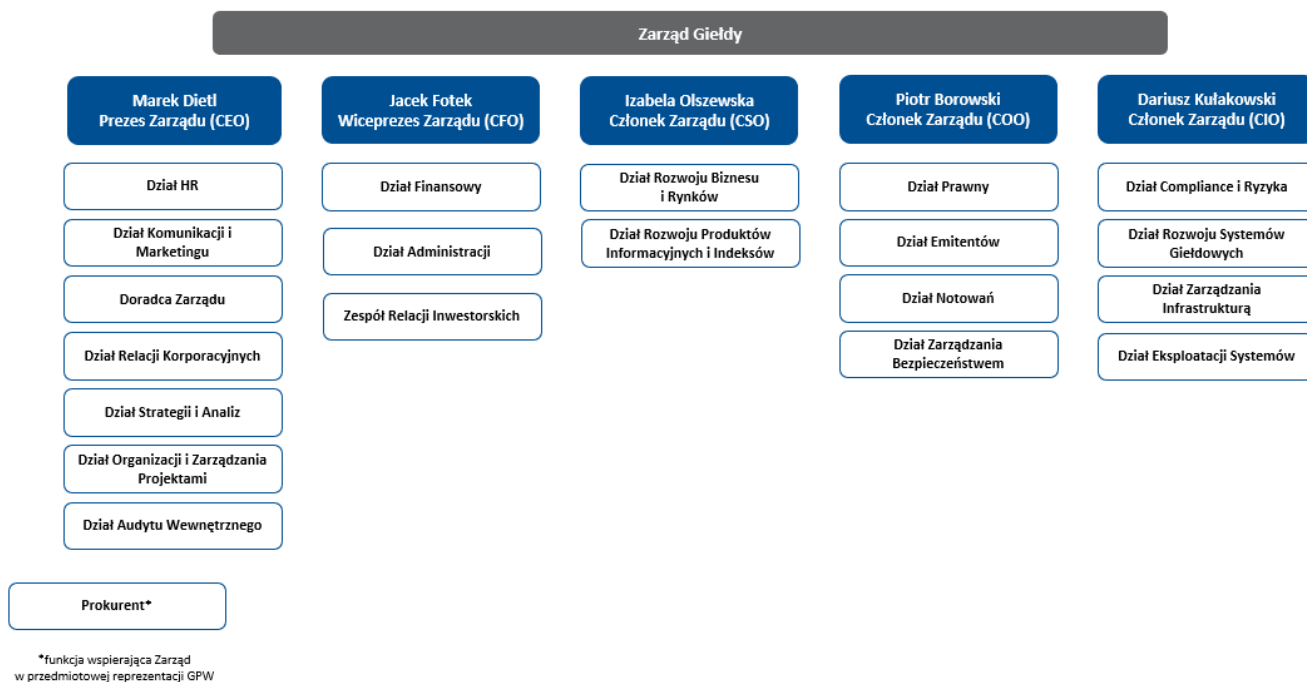 Zarząd Giełdy
Marek Dietl
Prezes Zarządu (CEO)
Jacek Fotek
Wiceprezes Zarządu (CFO)
Izabela Olszewska
Członek Zarządu (CSO)
Piotr Borowski
Członek Zarządu (COO)
Dariusz Kułakowski
Członek Zarządu (CIO)
Dział HR
Dział Komunikacji i
Marketingu
Doradca Zarządu
Dział Relacji Korporacyjnych
Dział Strategii i Analiz
Dział Organizacji i Zarządzania
Projektami
Dział Audytu Wewnętrznego
Dział Finansowy
Dział Administracji
Zespół Relacji Inwestorskich
Dział Rozwoju Biznesu
i Rynków
Dział Rozwoju Produktów
Informacyjnych i Indeksów
Dział Prawny
Dział Emitentów
Dział Notowań
Dział Zarządzania
Bezpieczeństwem
Dział Compliance i Ryzyka
Dział Rozwoju Systemów
Giełdowych
Dział Zarządzania
Infrastrukturą
Dział Eksploatacji Systemów
Prokurent*
*funkcja wspierająca Zarząd
w przedmiotowej reprezentacji GPW